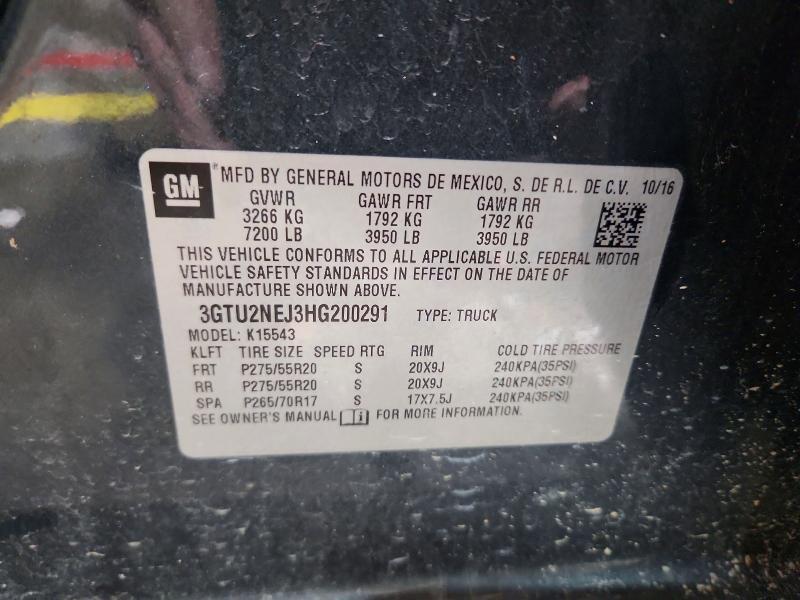 GM MFD BY GENERAL MOTORS DE MEXICO, S. DE R.L. DE C.V. 10/16
GVWR GAWR FRT GAWR RR
3266 KG 1792 KG 1792 KG
7200 LB 3950 LB 3950 LB
THIS VEHICLE CONFORMS TO ALL APPLICABLE U.S. FEDERAL MOTOR
VEHICLE SAFETY STANDARDS IN EFFECT ON THE DATE OF
MANUFACTURE SHOWN ABOVE.
3GTU2NEJ3HG200291 TYPE: TRUCK
MODEL: K15543
KLFT TIRE SIZE SPEED RTG RIM COLD TIRE PRESSURE
FRT P275/55R20 S 20X9J 240KPA(35PSI)
RR P275/55R20 S 20X9J 240KPA(35PSI)
SPA P265/70R17 S 17X7.5J 240KPA(35PSI)
SEE OWNER'S MANUAL FOR MORE INFORMATION.